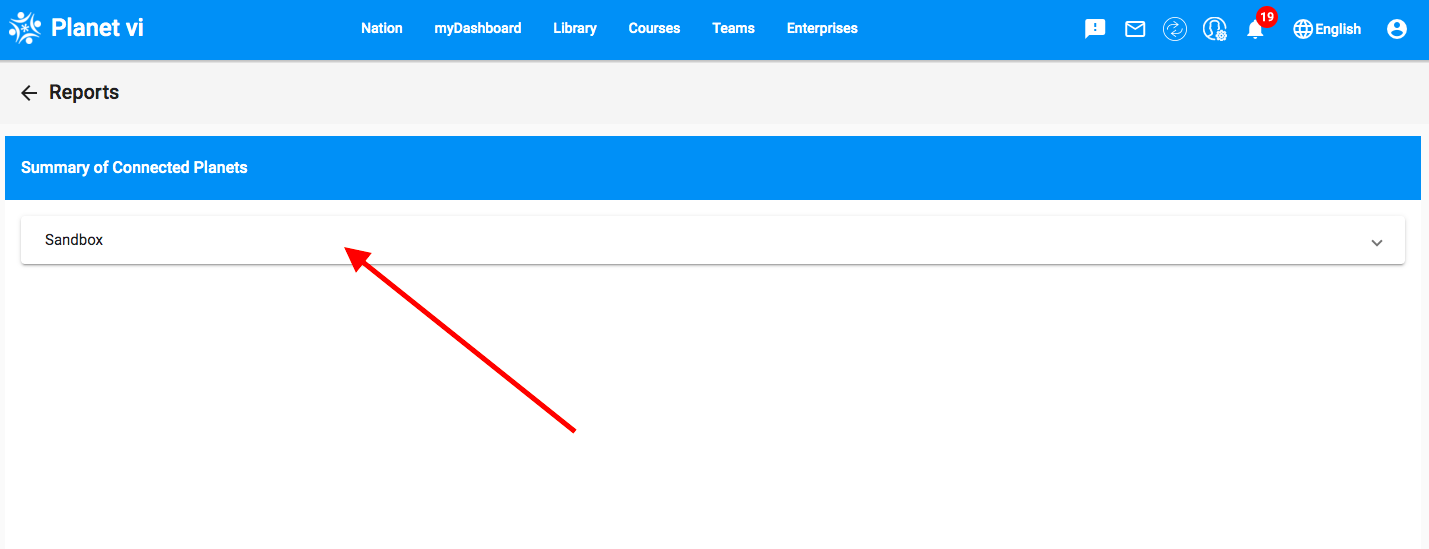 Planet vi
Nation myDashboard Library Courses Teams Enterprises
19
English
Reports
Summary of Connected Planets
Sandbox